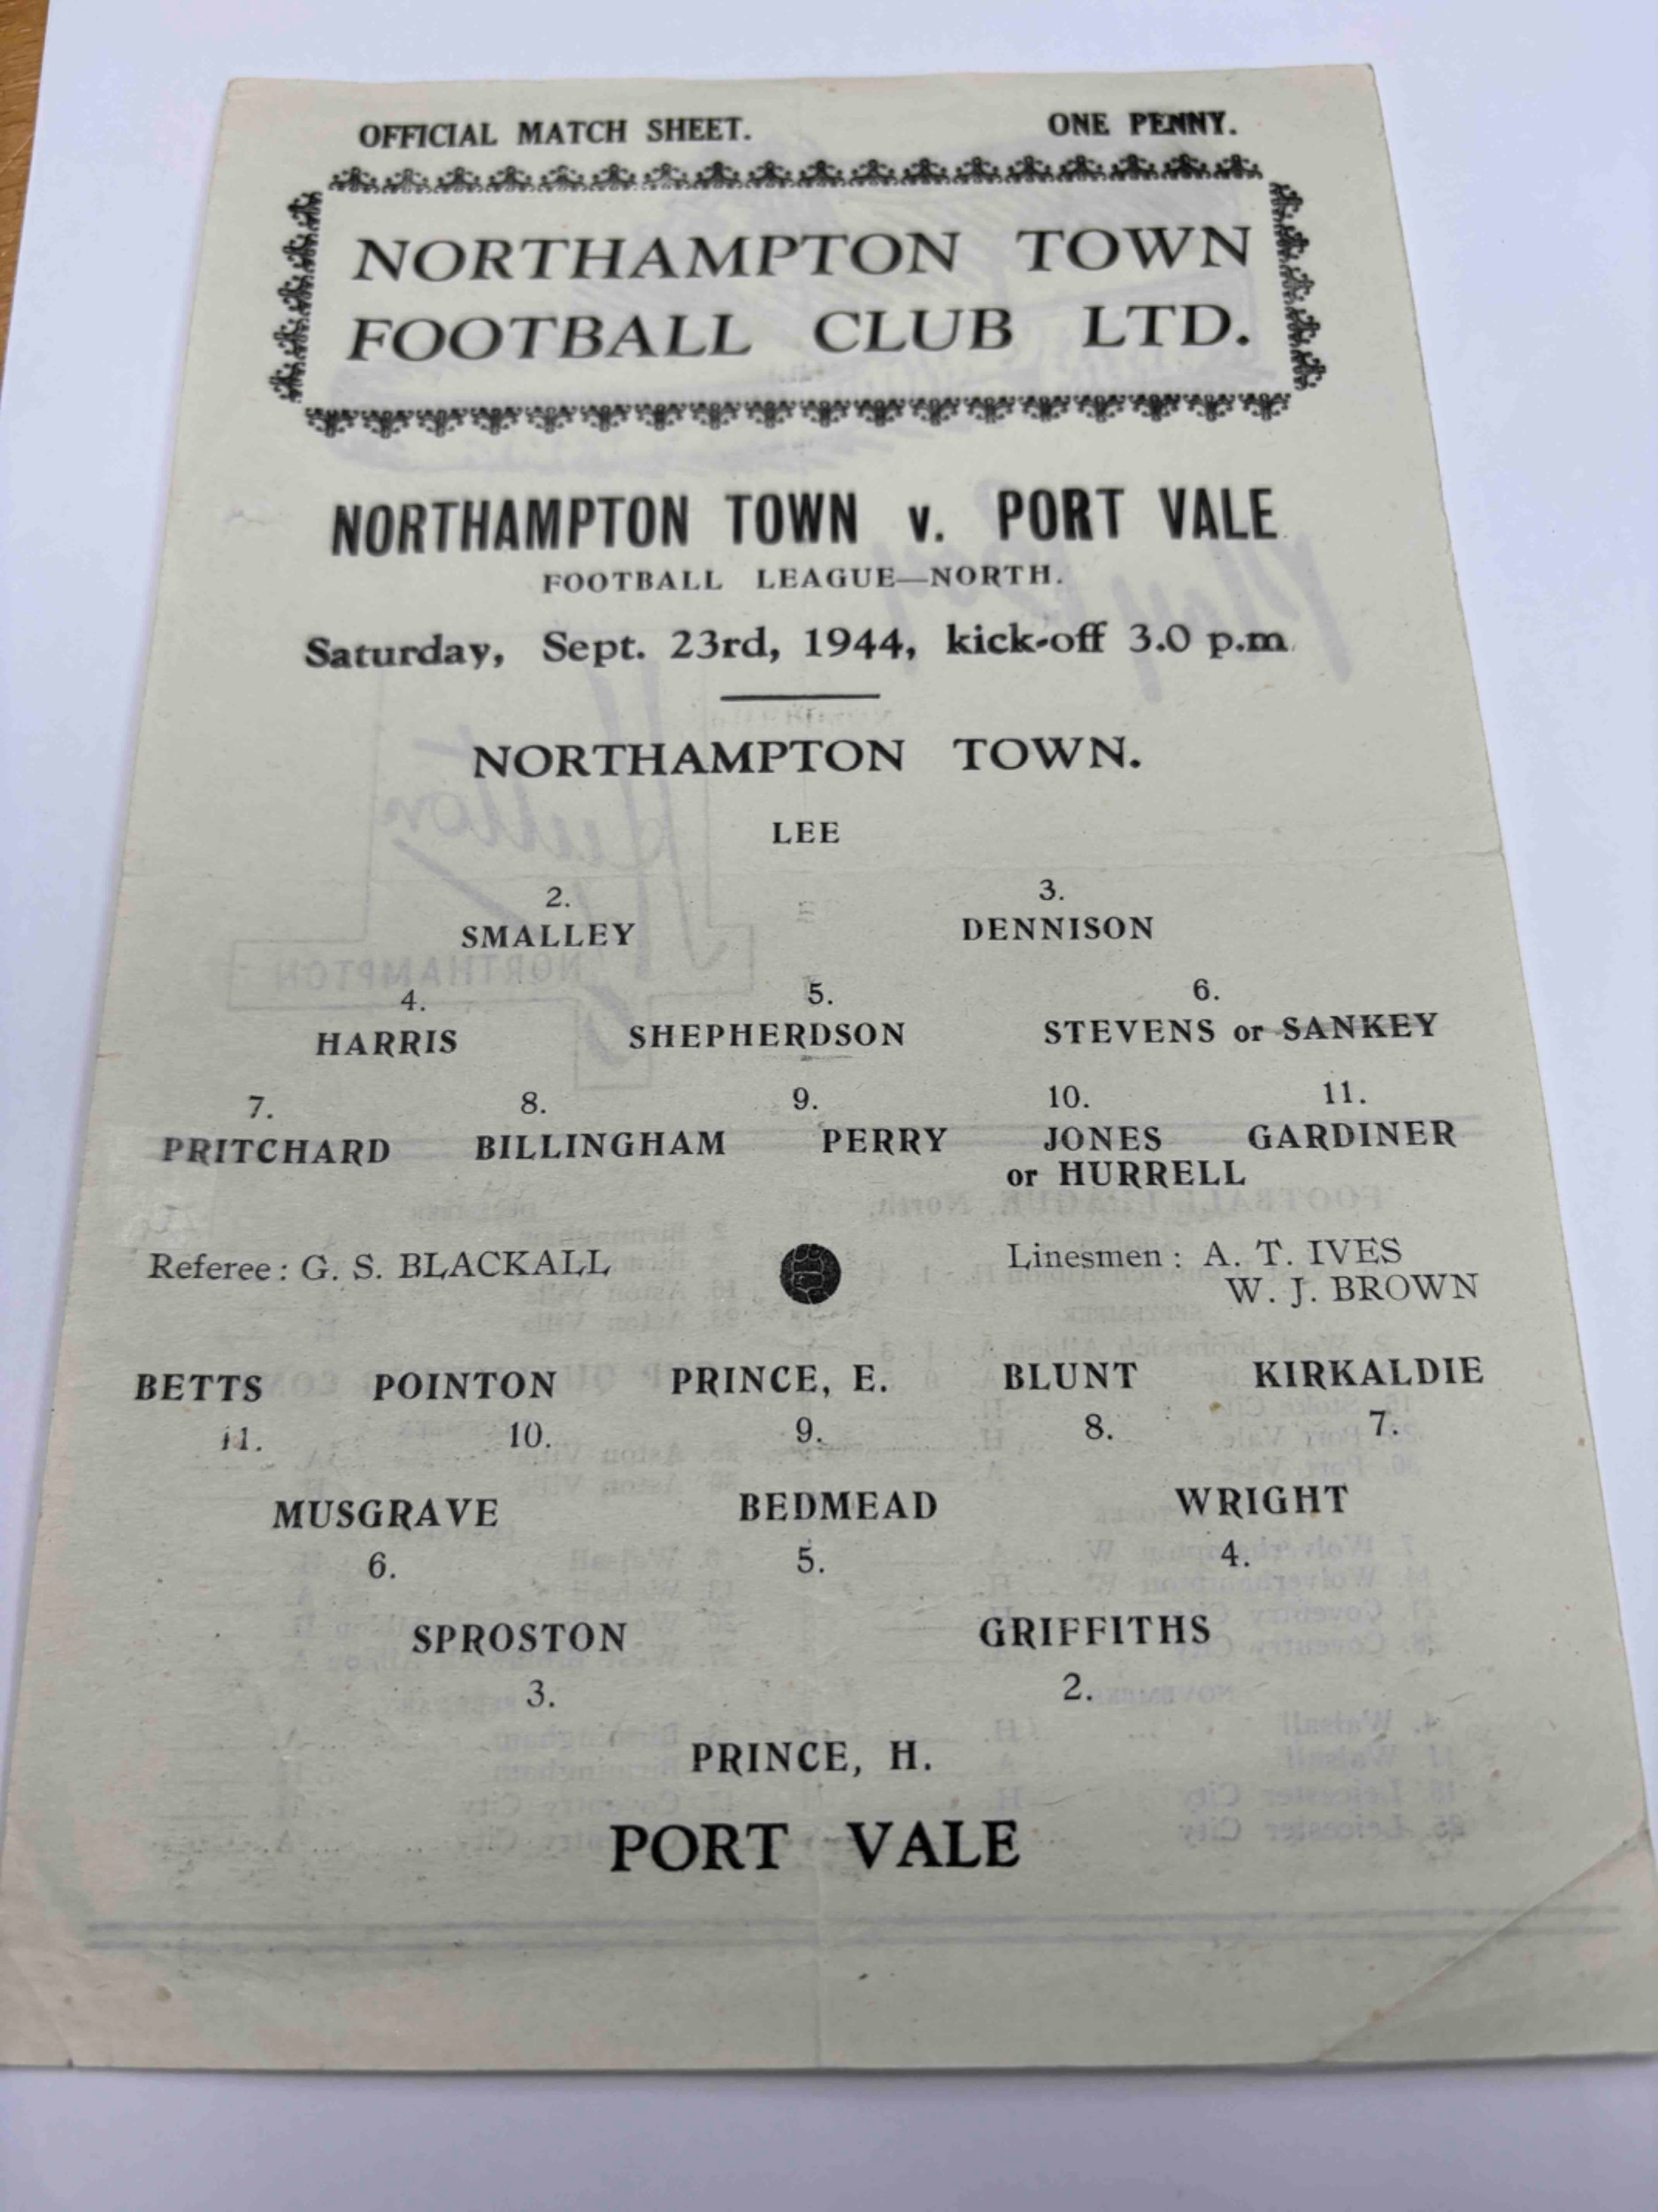 OFFICIAL MATCH SHEET. ONE PENNY.
NORTHAMPTON TOWN
FOOTBALL CLUB LTD.
NORTHAMPTON TOWN v. PORT VALE
FOOTBALL LEAGUE—NORTH.
Saturday, Sept. 23rd, 1944, kick-off 3.0 p.m.
NORTHAMPTON TOWN.
LEE
2. 3.
SMALLEY DENNISON
4. 5. 6.
HARRIS SHEPHERDSON STEVENS or SANKEY
7. 8. 9. 10. 11.
PRITCHARD BILLINGHAM PERRY JONES GARDINER
or HURRELL
Referee : G. S. BLACKALL Linesmen : A. T. IVES
W. J. BROWN
BETTS POINTON PRINCE, E. BLUNT KIRKALDIE
11. 10. 9. 8. 7.
MUSGRAVE BEDMEAD WRIGHT
6. 5. 4.
SPROSTON GRIFFITHS
3. 2.
PRINCE, H.
PORT VALE